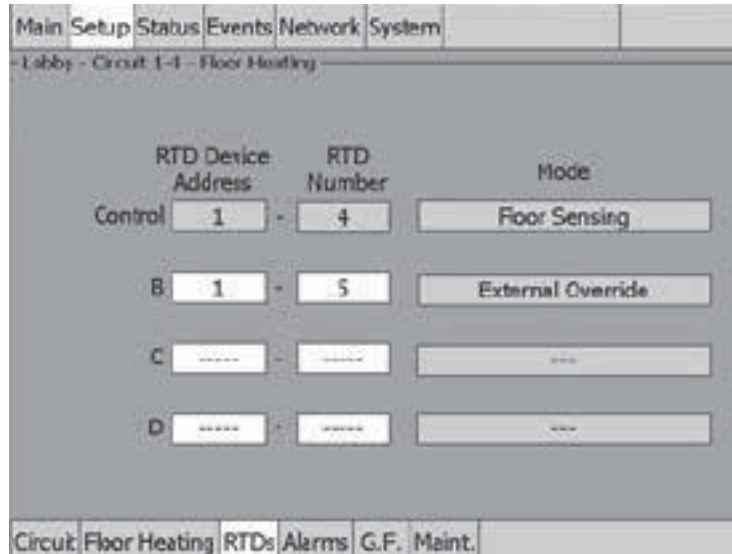 Main Setup Status Events Network System
Lobby - Circuit 1-4 - Floor Heating
RTD Device Address RTD Number Mode
Control 1 - 4 Floor Sensing
B 1 - 5 External Override
C ----- - ----- ---
D ----- - ----- ---
Circuit Floor Heating RTDs Alarms G.F. Maint.